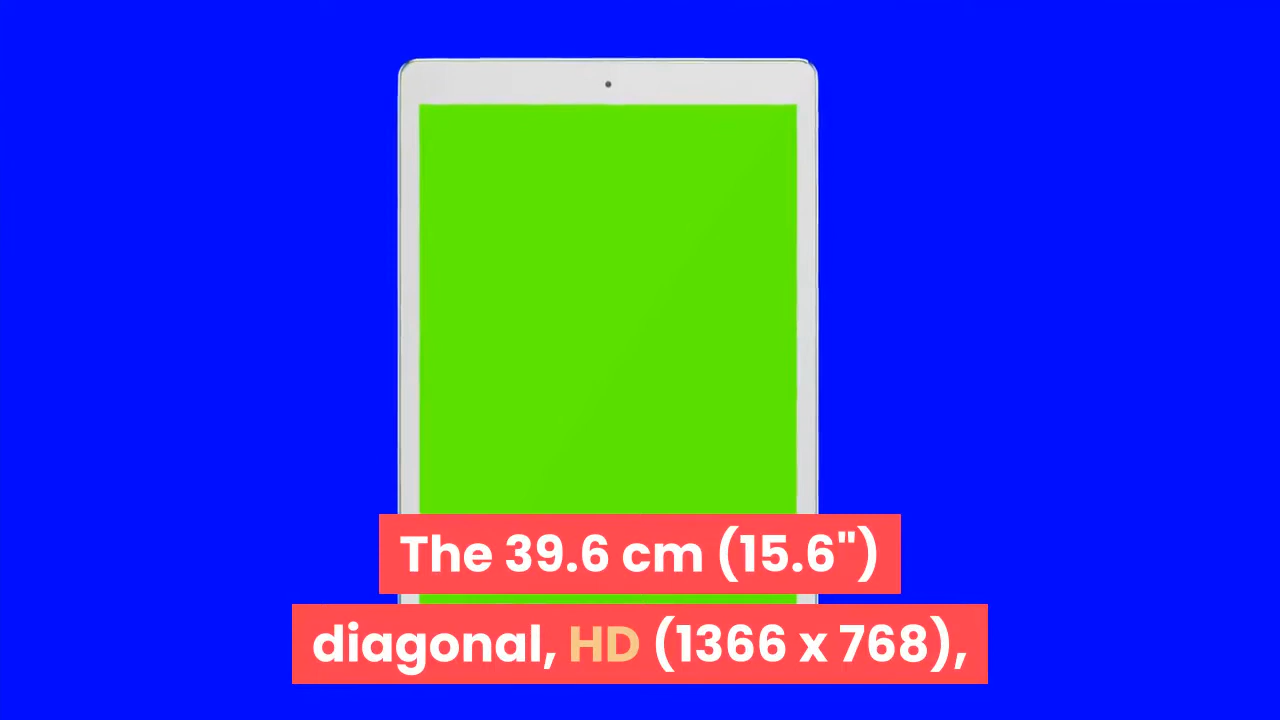 The 39.6 cm (15.6")
diagonal, HD (1366 x 768),